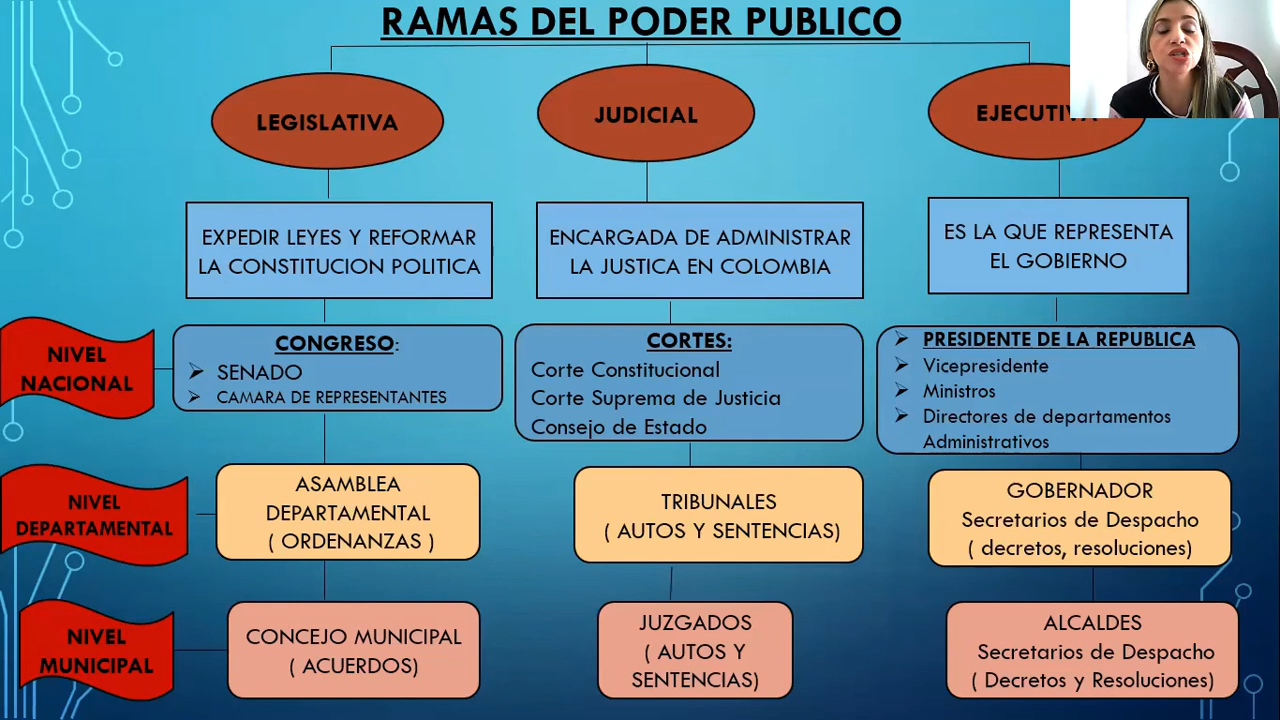 RAMAS DEL PODER PUBLICO
LEGISLATIVA
JUDICIAL
EJECUTIVA
EXPEDIR LEYES Y REFORMAR
LA CONSTITUCION POLITICA
ENCARGADA DE ADMINISTRAR
LA JUSTICA EN COLOMBIA
ES LA QUE REPRESENTA
EL GOBIERNO
NIVEL
NACIONAL
CONGRESO:
SENADO
CAMARA DE REPRESENTANTES
CORTES:
Corte Constitucional
Corte Suprema de Justicia
Consejo de Estado
PRESIDENTE DE LA REPUBLICA
Vicepresidente
Ministros
Directores de departamentos
Administrativos
NIVEL
DEPARTAMENTAL
ASAMBLEA
DEPARTAMENTAL
( ORDENANZAS )
TRIBUNALES
( AUTOS Y SENTENCIAS)
GOBERNADOR
Secretarios de Despacho
( decretos, resoluciones)
NIVEL
MUNICIPAL
CONCEJO MUNICIPAL
( ACUERDOS)
JUZGADOS
( AUTOS Y
SENTENCIAS)
ALCALDES
Secretarios de Despacho
( Decretos y Resoluciones)